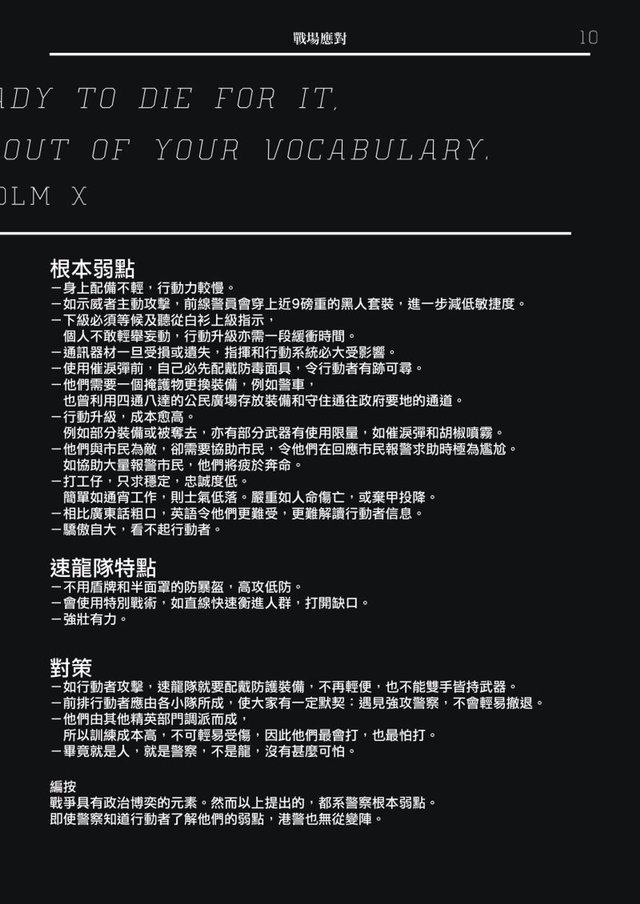 戰場應對
10
ADY TO DIE FOR IT,
OUT OF YOUR VOCABULARY.
OLM X
根本弱點
－身上配備不輕，行動力較慢。
－如示威者主動攻擊，前線警員會穿上近9磅重的黑人套裝，進一步減低敏捷度。
－下級必須等候及聽從白衫上級指示，
個人不敢輕舉妄動，行動升級亦需一段緩衝時間。
－通訊器材一旦受損或遺失，指揮和行動系統必大受影響。
－使用催淚彈前，自己必先配戴防毒面具，令行動者有跡可尋。
－他們需要一個掩護物更換裝備，例如警車，
也曾利用四通八達的公民廣場存放裝備和守住通往政府要地的通道。
－行動升級，成本愈高。
例如部分裝備或被奪去，亦有部分武器有使用限量，如催淚彈和胡椒噴霧。
－他們與市民為敵，卻需要協助市民，令他們在回應市民報警求助時極為尷尬。
如協助大量報警市民，他們將疲於奔命。
－打工仔，只求穩定，忠誠度低。
簡單如通宵工作，則士氣低落。嚴重如人命傷亡，或棄甲投降。
－相比廣東話粗口，英語令他們更難受，更難解讀行動者信息。
－驕傲自大，看不起行動者。
速龍隊特點
－不用盾牌和半面罩的防暴盔，高攻低防。
－會使用特別戰術，如直線快速衡進人群，打開缺口。
－強壯有力。
對策
－如行動者攻擊，速龍隊就要配戴防護裝備，不再輕便，也不能雙手皆持武器。
－前排行動者應由各小隊所成，使大家有一定默契：遇見強攻警察，不會輕易撤退。
－他們由其他精英部門調派而成，
所以訓練成本高，不可輕易受傷，因此他們最會打，也最怕打。
－畢竟就是人，就是警察，不是龍，沒有甚麼可怕。
編按
戰爭具有政治博奕的元素。然而以上提出的，都系警察根本弱點。
即使警察知道行動者了解他們的弱點，港警也無從變陣。